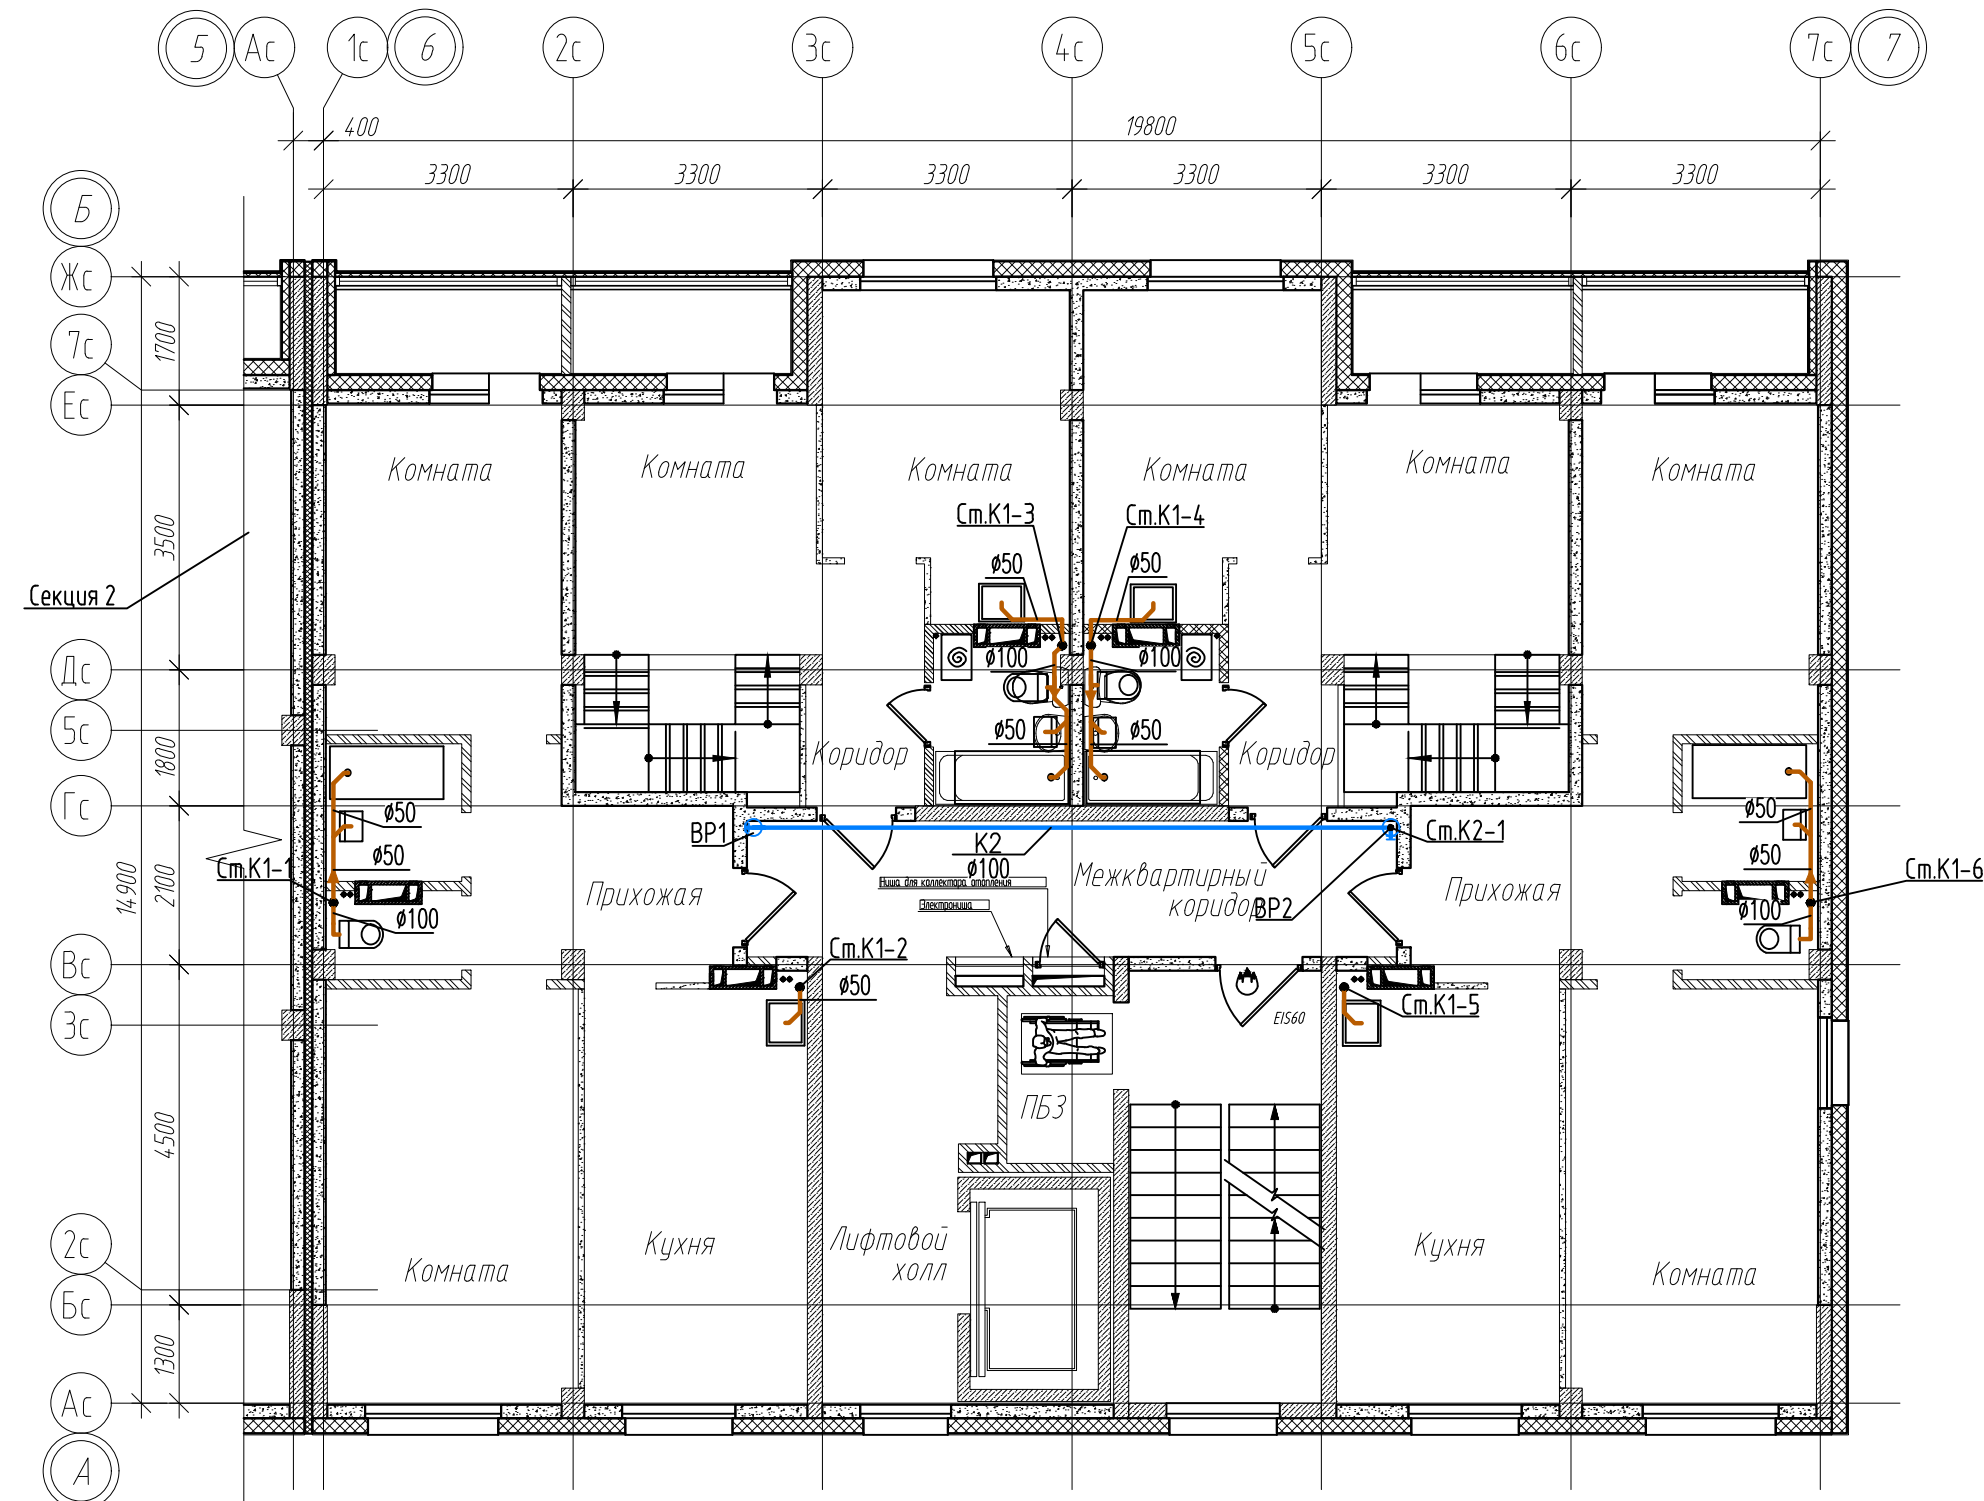 5 Ас 1с 6 2с 3с 4с 5с 6с 7с 7
400 19800
3300 3300 3300 3300 3300 3300
Б
Жс
7с
Ес
1700
3500
Комната Комната Комната Комната Комната Комната
Ст.К1-3 Ст.К1-4
ø50 ø50
Секция 2
Дс
5с
ø100 ø100
ø50 ø50
Коридор Коридор
1800
Гс
ø50 ВР1 К2 Ст.К2-1 ø50
ø100
ø50 ø50
Ст.К1-1 Ст.К1-6
14900
2100
Ниша для коллектора отопления
Межквартирный
коридор
Прихожая Прихожая
Электрониша
ВР2
ø100 ø100
Ст.К1-2
Вс
ø50
Ст.К1-5
EIS60
3с
ПБЗ
4500
Кухня Лифтовой
холл
Кухня
Комната Комната
2с
Бс
1300
Ас
А